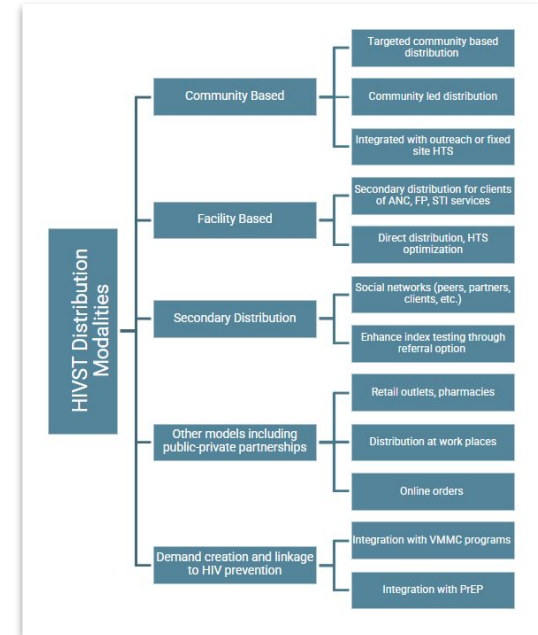 HIVST Distribution
Modalities
Community Based
Targeted community based
distribution
Community led distribution
Integrated with outreach or fixed
site HTS
Facility Based
Secondary distribution for clients
of ANC, FP, STI services
Direct distribution, HTS
optimization
Secondary Distribution
Social networks (peers, partners,
clients, etc.)
Enhance index testing through
referral option
Other models including
public-private partnerships
Retail outlets, pharmacies
Distribution at work places
Online orders
Demand creation and linkage
to HIV prevention
Integration with VMMC programs
Integration with PrEP